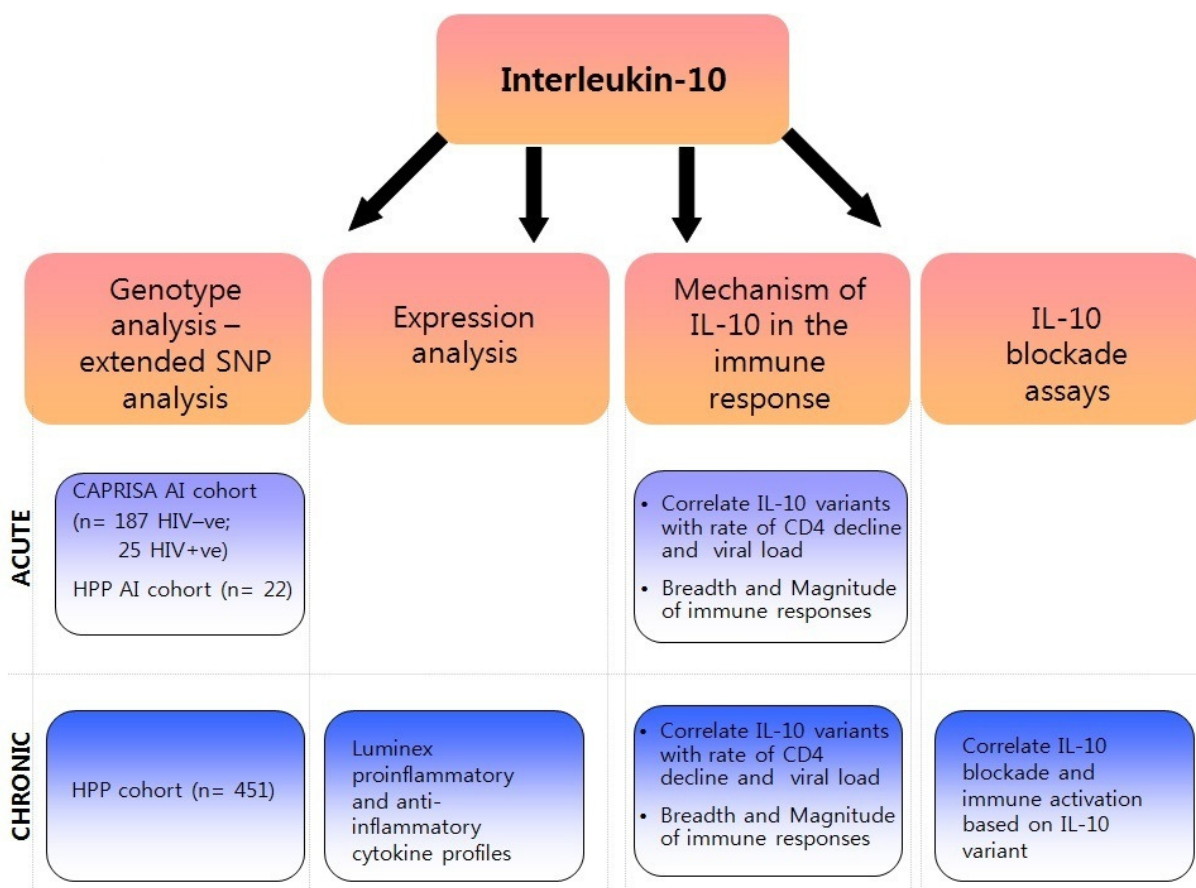 Interleukin-10
Genotype
analysis –
extended SNP
analysis
Expression
analysis
Mechanism of
IL-10 in the
immune
response
IL-10
blockade
assays
ACUTE
CAPRISA AI cohort
(n= 187 HIV–ve;
25 HIV+ve)
HPP AI cohort (n= 22)
• Correlate IL-10 variants
with rate of CD4 decline
and viral load
• Breadth and Magnitude
of immune responses
CHRONIC
HPP cohort (n= 451)
Luminex
proinflammatory
and anti-
inflammatory
cytokine profiles
• Correlate IL-10 variants
with rate of CD4
decline and viral load
• Breadth and Magnitude
of immune responses
Correlate IL-10
blockade and
immune activation
based on IL-10
variant